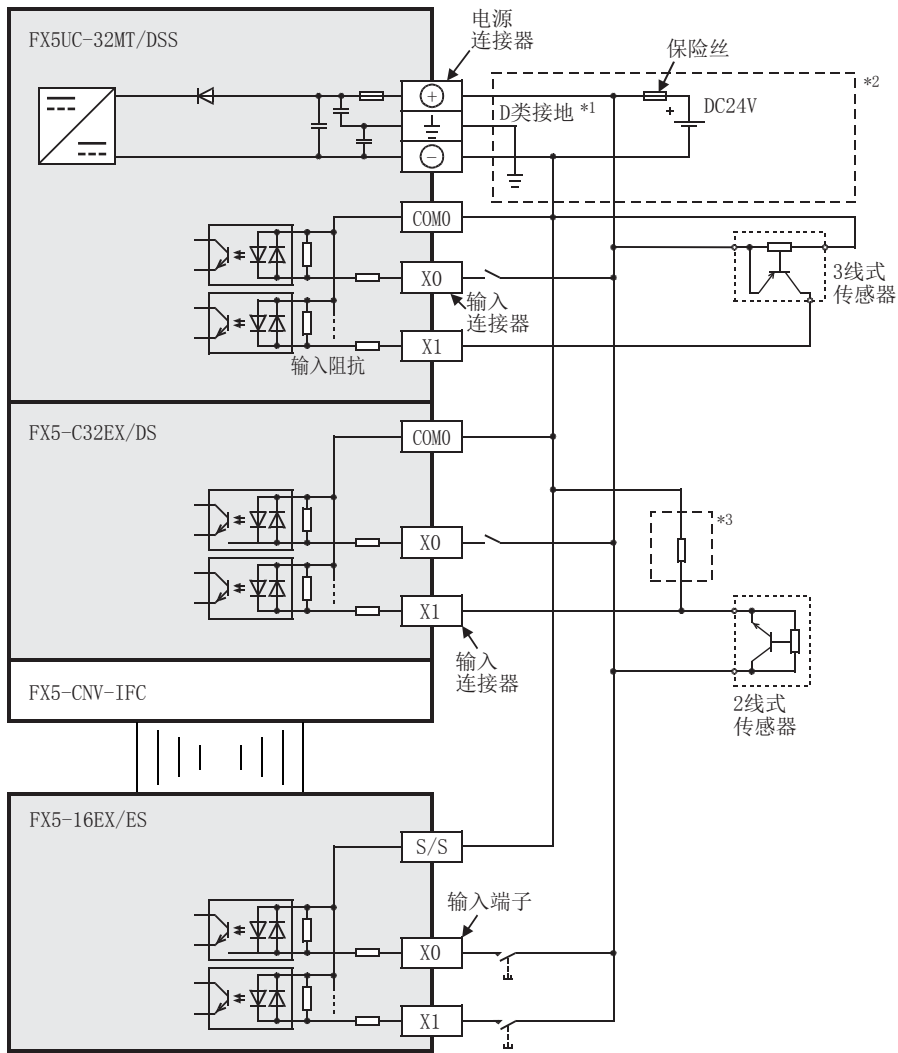 电源
连接器
FX5UC-32MT/DSS
保险丝
*2
+
D类接地 *1
+
DC24V
−
COM0
X0
输入
连接器
3线式
传感器
X1
输入阻抗
FX5-C32EX/DS
COM0
*3
X0
X1
输入
连接器
FX5-CNV-IFC
2线式
传感器
FX5-16EX/ES
S/S
输入端子
X0
X1